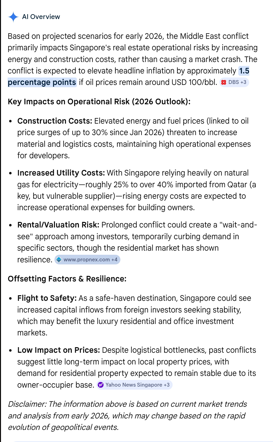 AI Overview
Based on projected scenarios for early 2026, the Middle East conflict
primarily impacts Singapore's real estate operational risks by increasing
energy and construction costs, rather than causing a market crash. The
conflict is expected to elevate headline inflation by approximately 1.5
percentage points if oil prices remain around USD 100/bbl. DBS +3
Key Impacts on Operational Risk (2026 Outlook):
• Construction Costs: Elevated energy and fuel prices (linked to oil
price surges of up to 30% since Jan 2026) threaten to increase
material and logistics costs, maintaining high operational expenses
for developers.
• Increased Utility Costs: With Singapore relying heavily on natural
gas for electricity—roughly 25% to over 40% imported from Qatar (a
key, but vulnerable supplier)—rising energy costs are expected to
increase operational expenses for building owners.
• Rental/Valuation Risk: Prolonged conflict could create a "wait-and-
see" approach among investors, temporarily curbing demand in
specific sectors, though the residential market has shown
resilience. www.propnex.com +4
Offsetting Factors & Resilience:
• Flight to Safety: As a safe-haven destination, Singapore could see
increased capital inflows from foreign investors seeking stability,
which may benefit the luxury residential and office investment
markets.
• Low Impact on Prices: Despite logistical bottlenecks, past conflicts
suggest little long-term impact on local property prices, with
demand for residential property expected to remain stable due to its
owner-occupier base. Yahoo News Singapore +3
Disclaimer: The information above is based on current market trends
and analysis from early 2026, which may change based on the rapid
evolution of geopolitical events.